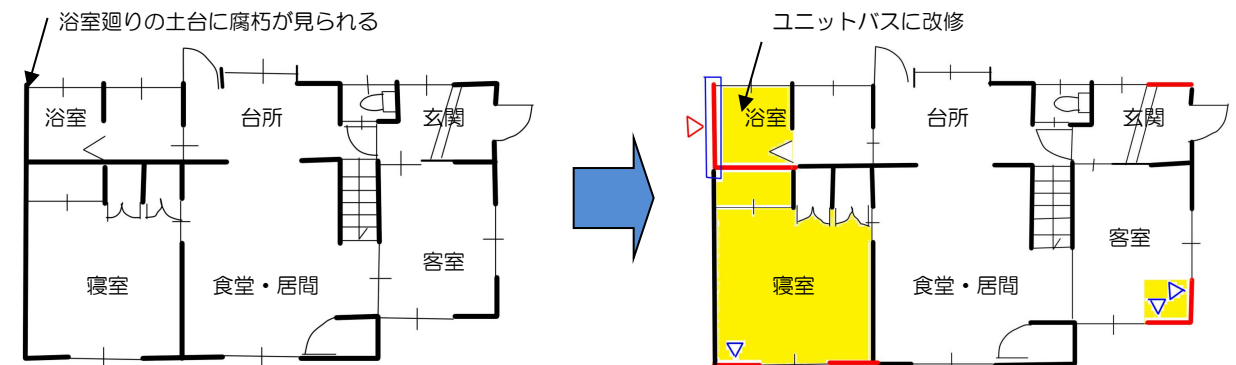 浴室廻りの土台に腐朽が見られる
浴室
台所
玄関
寝室
食堂・居間
客室
ユニットバスに改修
浴室
台所
玄関
寝室
食堂・居間
客室